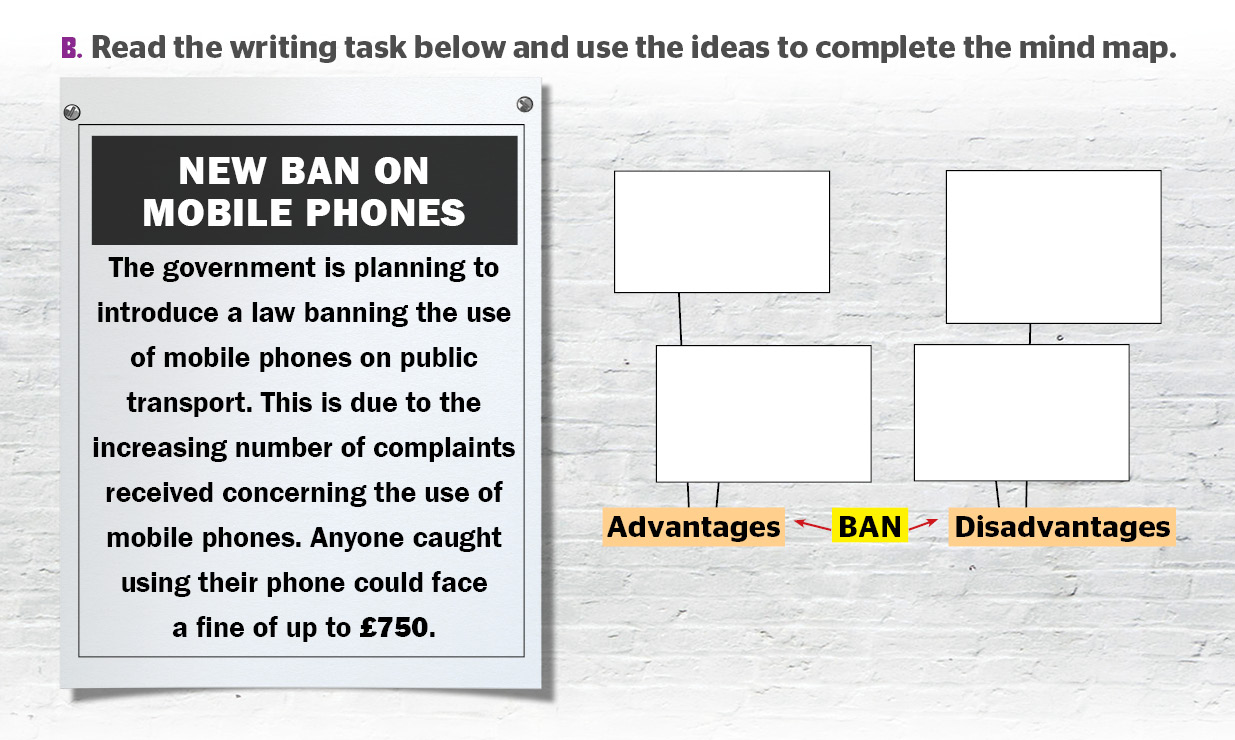 B. Read the writing task below and use the ideas to complete the mind map.
NEW BAN ON
MOBILE PHONES
The government is planning to
introduce a law banning the use
of mobile phones on public
transport. This is due to the
increasing number of complaints
received concerning the use of
mobile phones. Anyone caught
using their phone could face
a fine of up to £750.
Advantages BAN Disadvantages